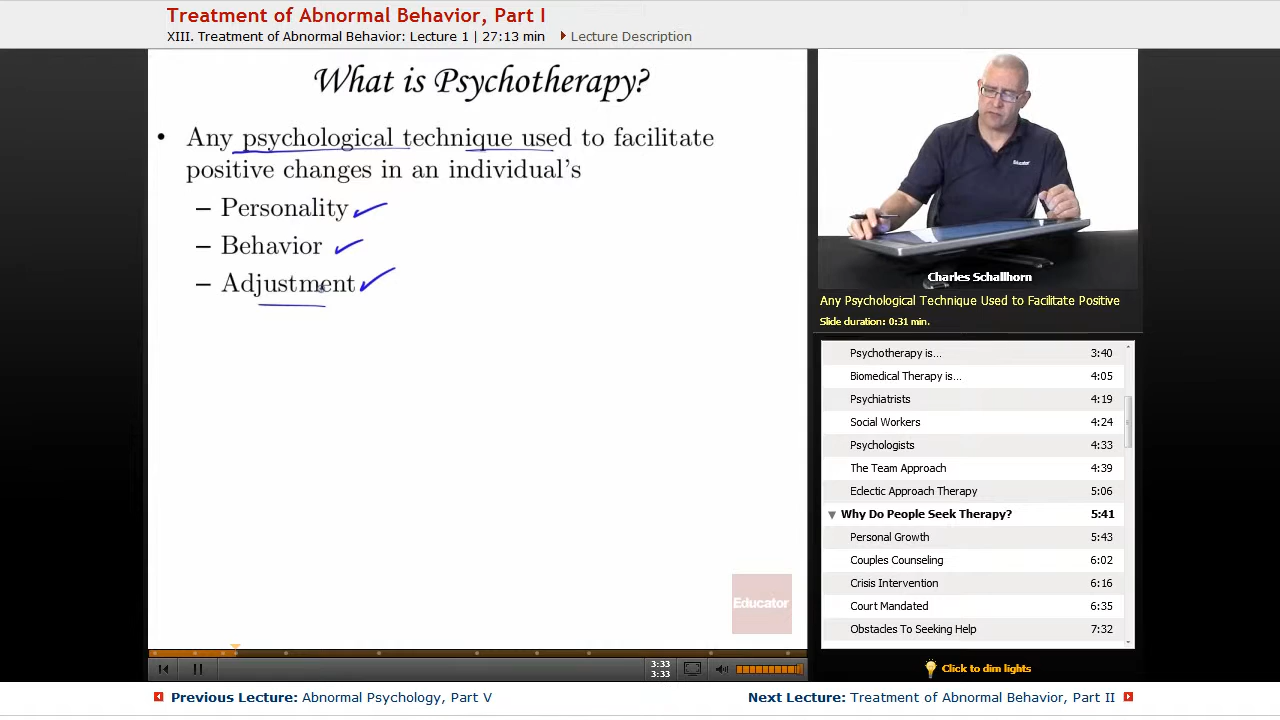 Treatment of Abnormal Behavior, Part I
XIII. Treatment of Abnormal Behavior: Lecture 1 | 27:13 min Lecture Description
What is Psychotherapy?
• Any psychological technique used to facilitate
positive changes in an individual's
– Personality
– Behavior
– Adjustment
Educator
Educator
Charles Schallhorn
Any Psychological Technique Used to Facilitate Positive
Slide duration: 0:31 min.
Psychotherapy is... 3:40
Biomedical Therapy is... 4:05
Psychiatrists 4:19
Social Workers 4:24
Psychologists 4:33
The Team Approach 4:39
Eclectic Approach Therapy 5:06
Why Do People Seek Therapy? 5:41
Personal Growth 5:43
Couples Counseling 6:02
Crisis Intervention 6:16
Court Mandated 6:35
Obstacles To Seeking Help 7:32
3:33
3:33
Click to dim lights
Previous Lecture: Abnormal Psychology, Part V
Next Lecture: Treatment of Abnormal Behavior, Part II